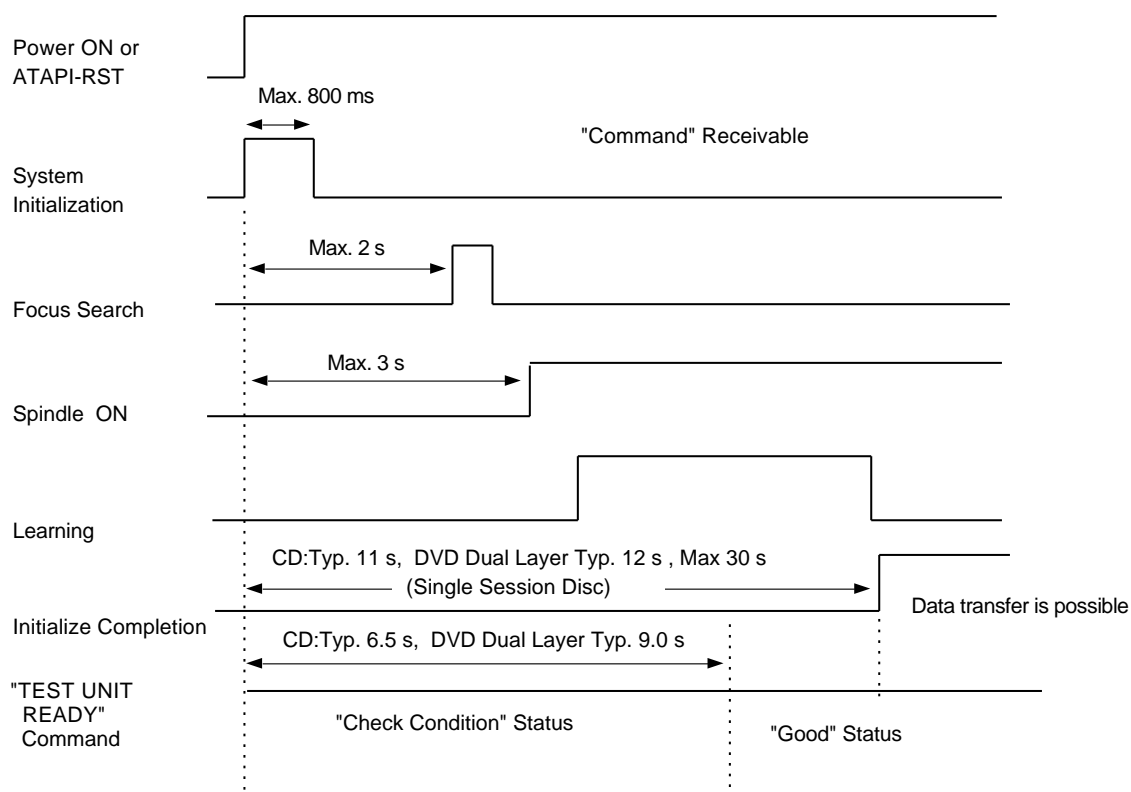 Power ON or
ATAPI-RST
Max. 800 ms
"Command" Receivable
System
Initialization
Max. 2 s
Focus Search
Max. 3 s
Spindle ON
Learning
CD:Typ. 11 s, DVD Dual Layer Typ. 12 s , Max 30 s
(Single Session Disc)
Data transfer is possible
Initialize Completion
CD:Typ. 6.5 s, DVD Dual Layer Typ. 9.0 s
"TEST UNIT
READY"
Command
"Check Condition" Status
"Good" Status